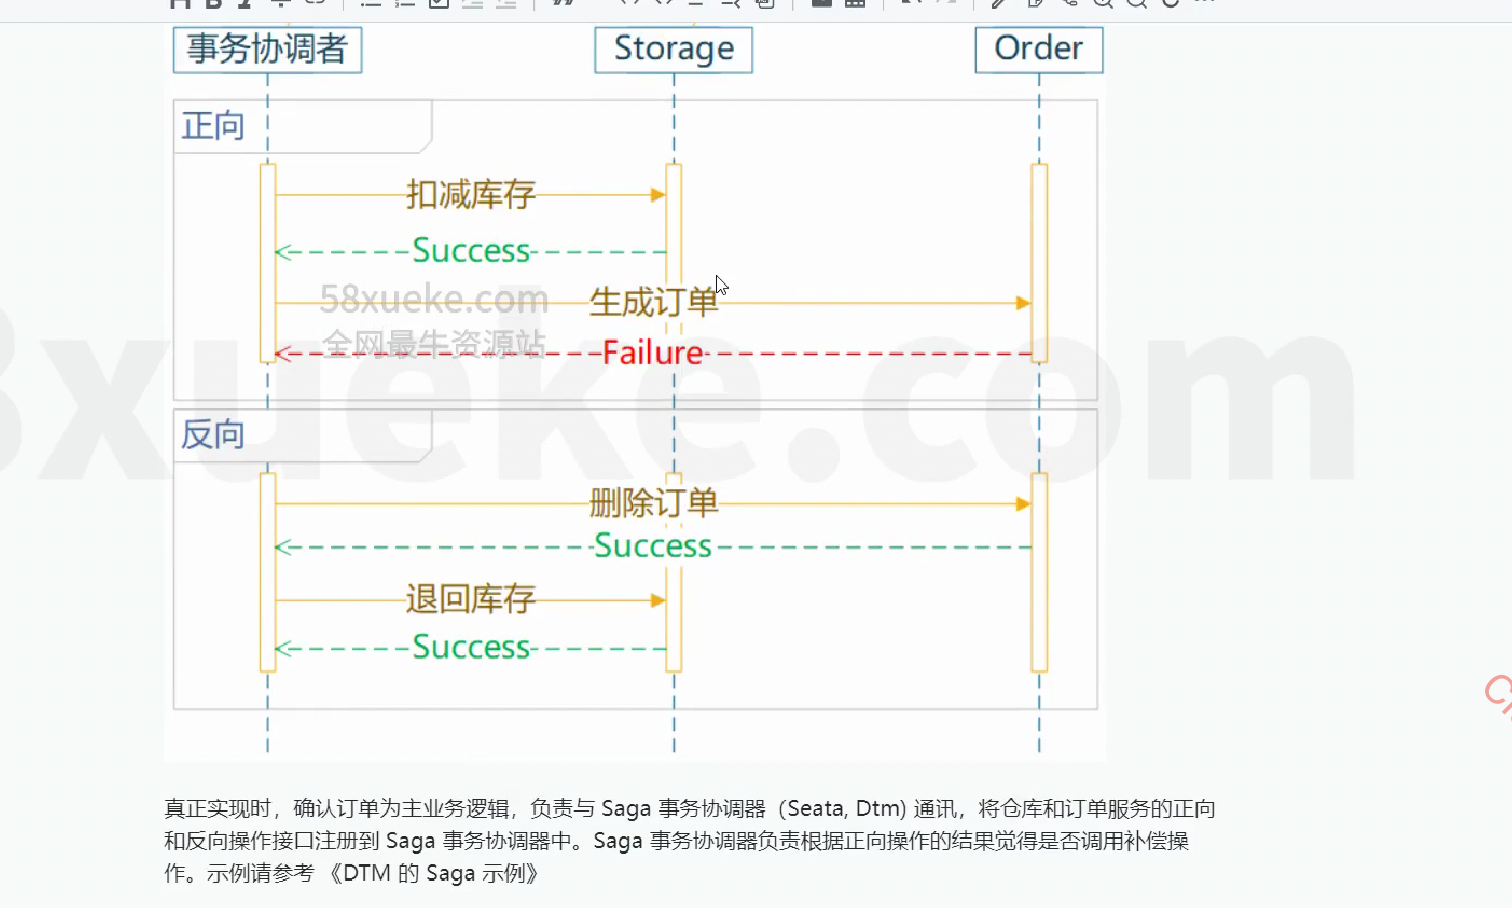 事务协调者 Storage Order
正向
扣减库存
Success
58xueke.com
生成订单
全网最牛资源站
Failure
8xueke.com
反向
删除订单
Success
退回库存
Success
真正实现时，确认订单为主业务逻辑，负责与 Saga 事务协调器（Seata, Dtm) 通讯，将仓库和订单服务的正向
和反向操作接口注册到 Saga 事务协调器中。Saga 事务协调器负责根据正向操作的结果觉得是否调用补偿操
作。示例请参考 《DTM 的 Saga 示例》